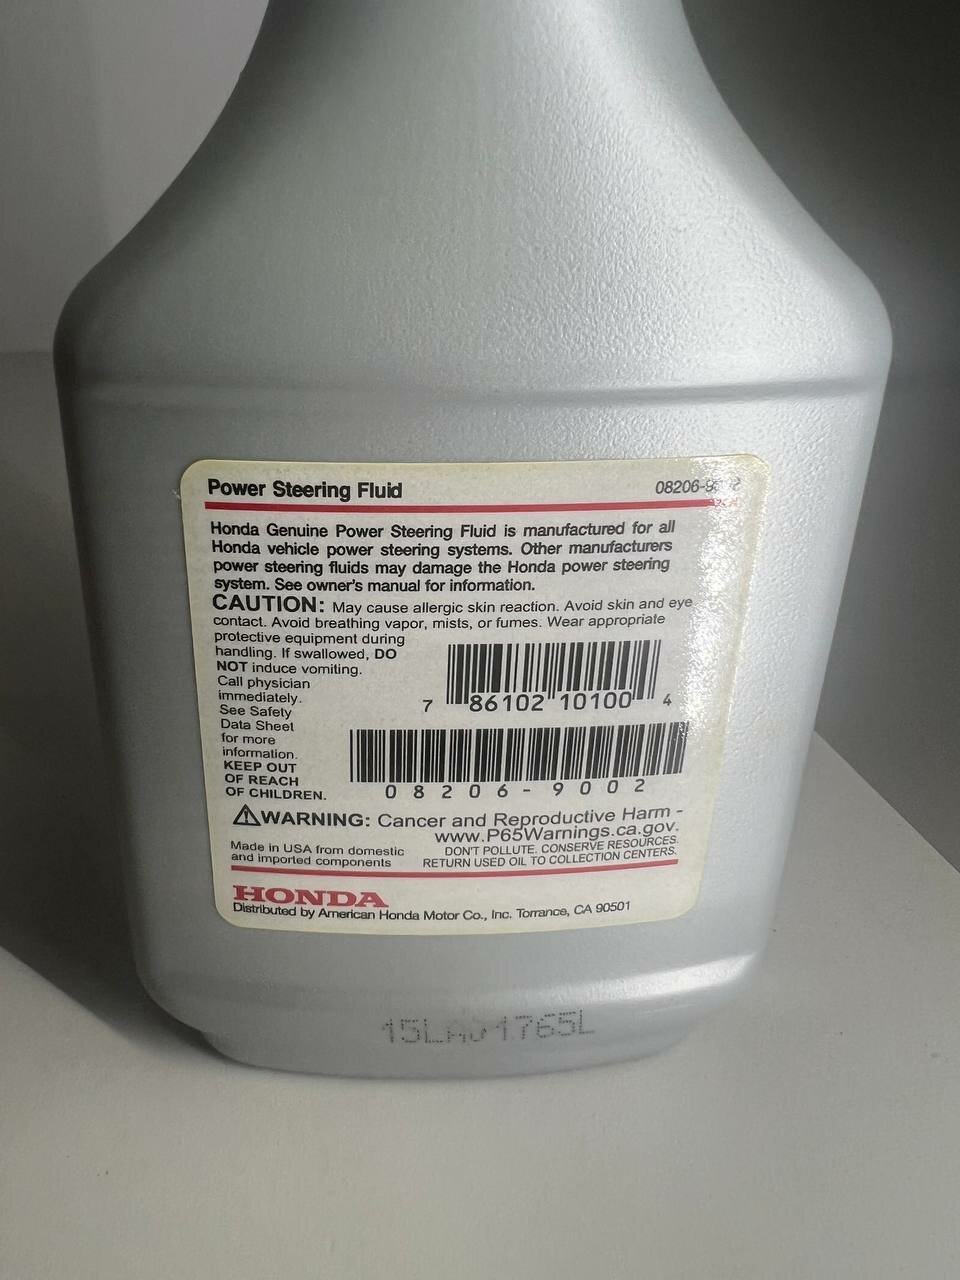 Power Steering Fluid 08206-9002
Honda Genuine Power Steering Fluid is manufactured for all
Honda vehicle power steering systems. Other manufacturers
power steering fluids may damage the Honda power steering
system. See owner's manual for information.
CAUTION: May cause allergic skin reaction. Avoid skin and eye
contact. Avoid breathing vapor, mists, or fumes. Wear appropriate
protective equipment during
handling. If swallowed, DO
NOT induce vomiting.
Call physician
immediately.
See Safety
Data Sheet
for more
information.
KEEP OUT
OF REACH
OF CHILDREN.
7 86102 10100 4
08206-9002
WARNING: Cancer and Reproductive Harm -
www.P65Warnings.ca.gov.
Made in USA from domestic
and imported components
DON'T POLLUTE. CONSERVE RESOURCES.
RETURN USED OIL TO COLLECTION CENTERS.
HONDA
Distributed by American Honda Motor Co., Inc. Torrance, CA 90501